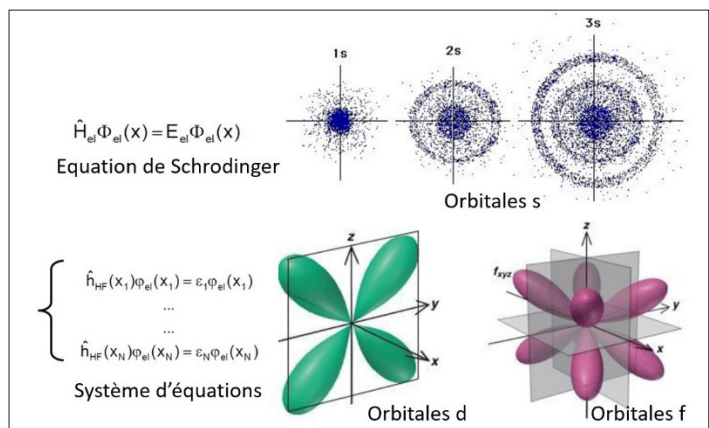 1s
2s
3s
Ĥ_el Φ_el(x) = E_el Φ_el(x)
Equation de Schrodinger
Orbitales s
ĥ_HF(x_1)φ_el(x_1) = ε_1φ_el(x_1)
...
...
ĥ_HF(x_N)φ_el(x_N) = ε_Nφ_el(x_N)
Système d'équations
z
y
x
Orbitales d
z
f_xyz
y
x
Orbitales f